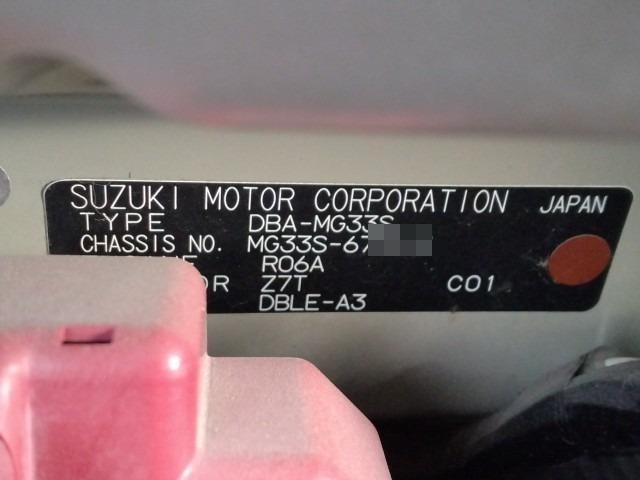 SUZUKI MOTOR CORPORATION JAPAN
TYPE DBA-MG33S
CHASSIS NO. MG33S-67
R06A
Z7T C01
DBLE-A3